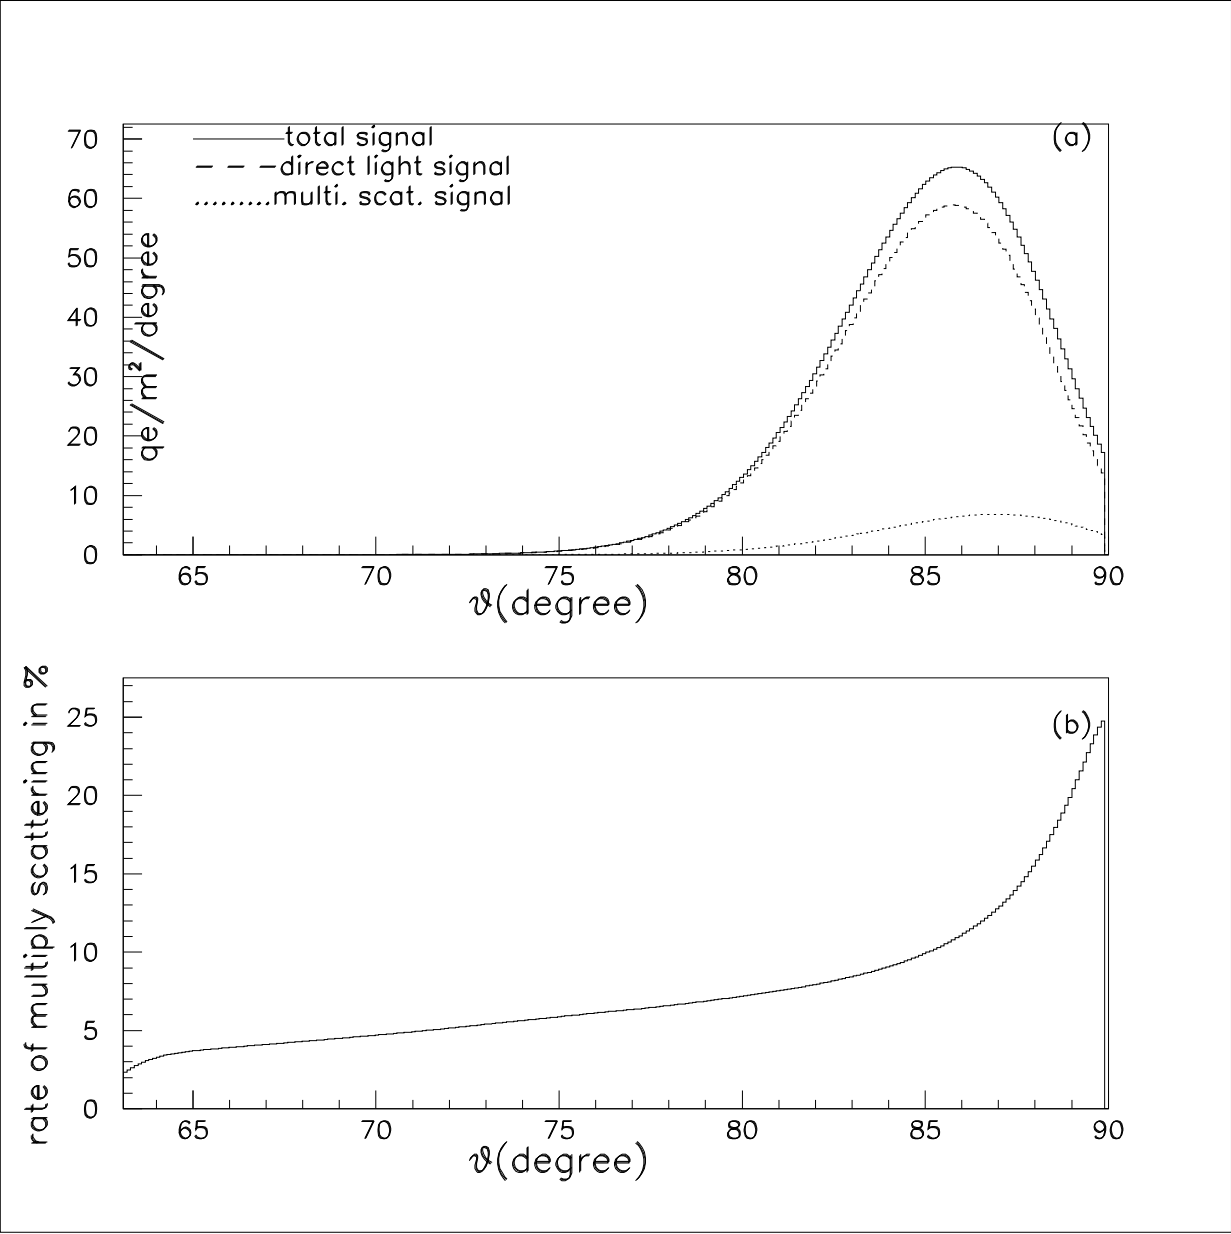 70
60
50
40
30
20
10
0
qe/m²/degree
total signal
direct light signal
multi. scat. signal
(a)
65 70 75 80 85 90
ϑ(degree)
rate of multiply scattering in %
25
20
15
10
5
0
(b)
65 70 75 80 85 90
ϑ(degree)